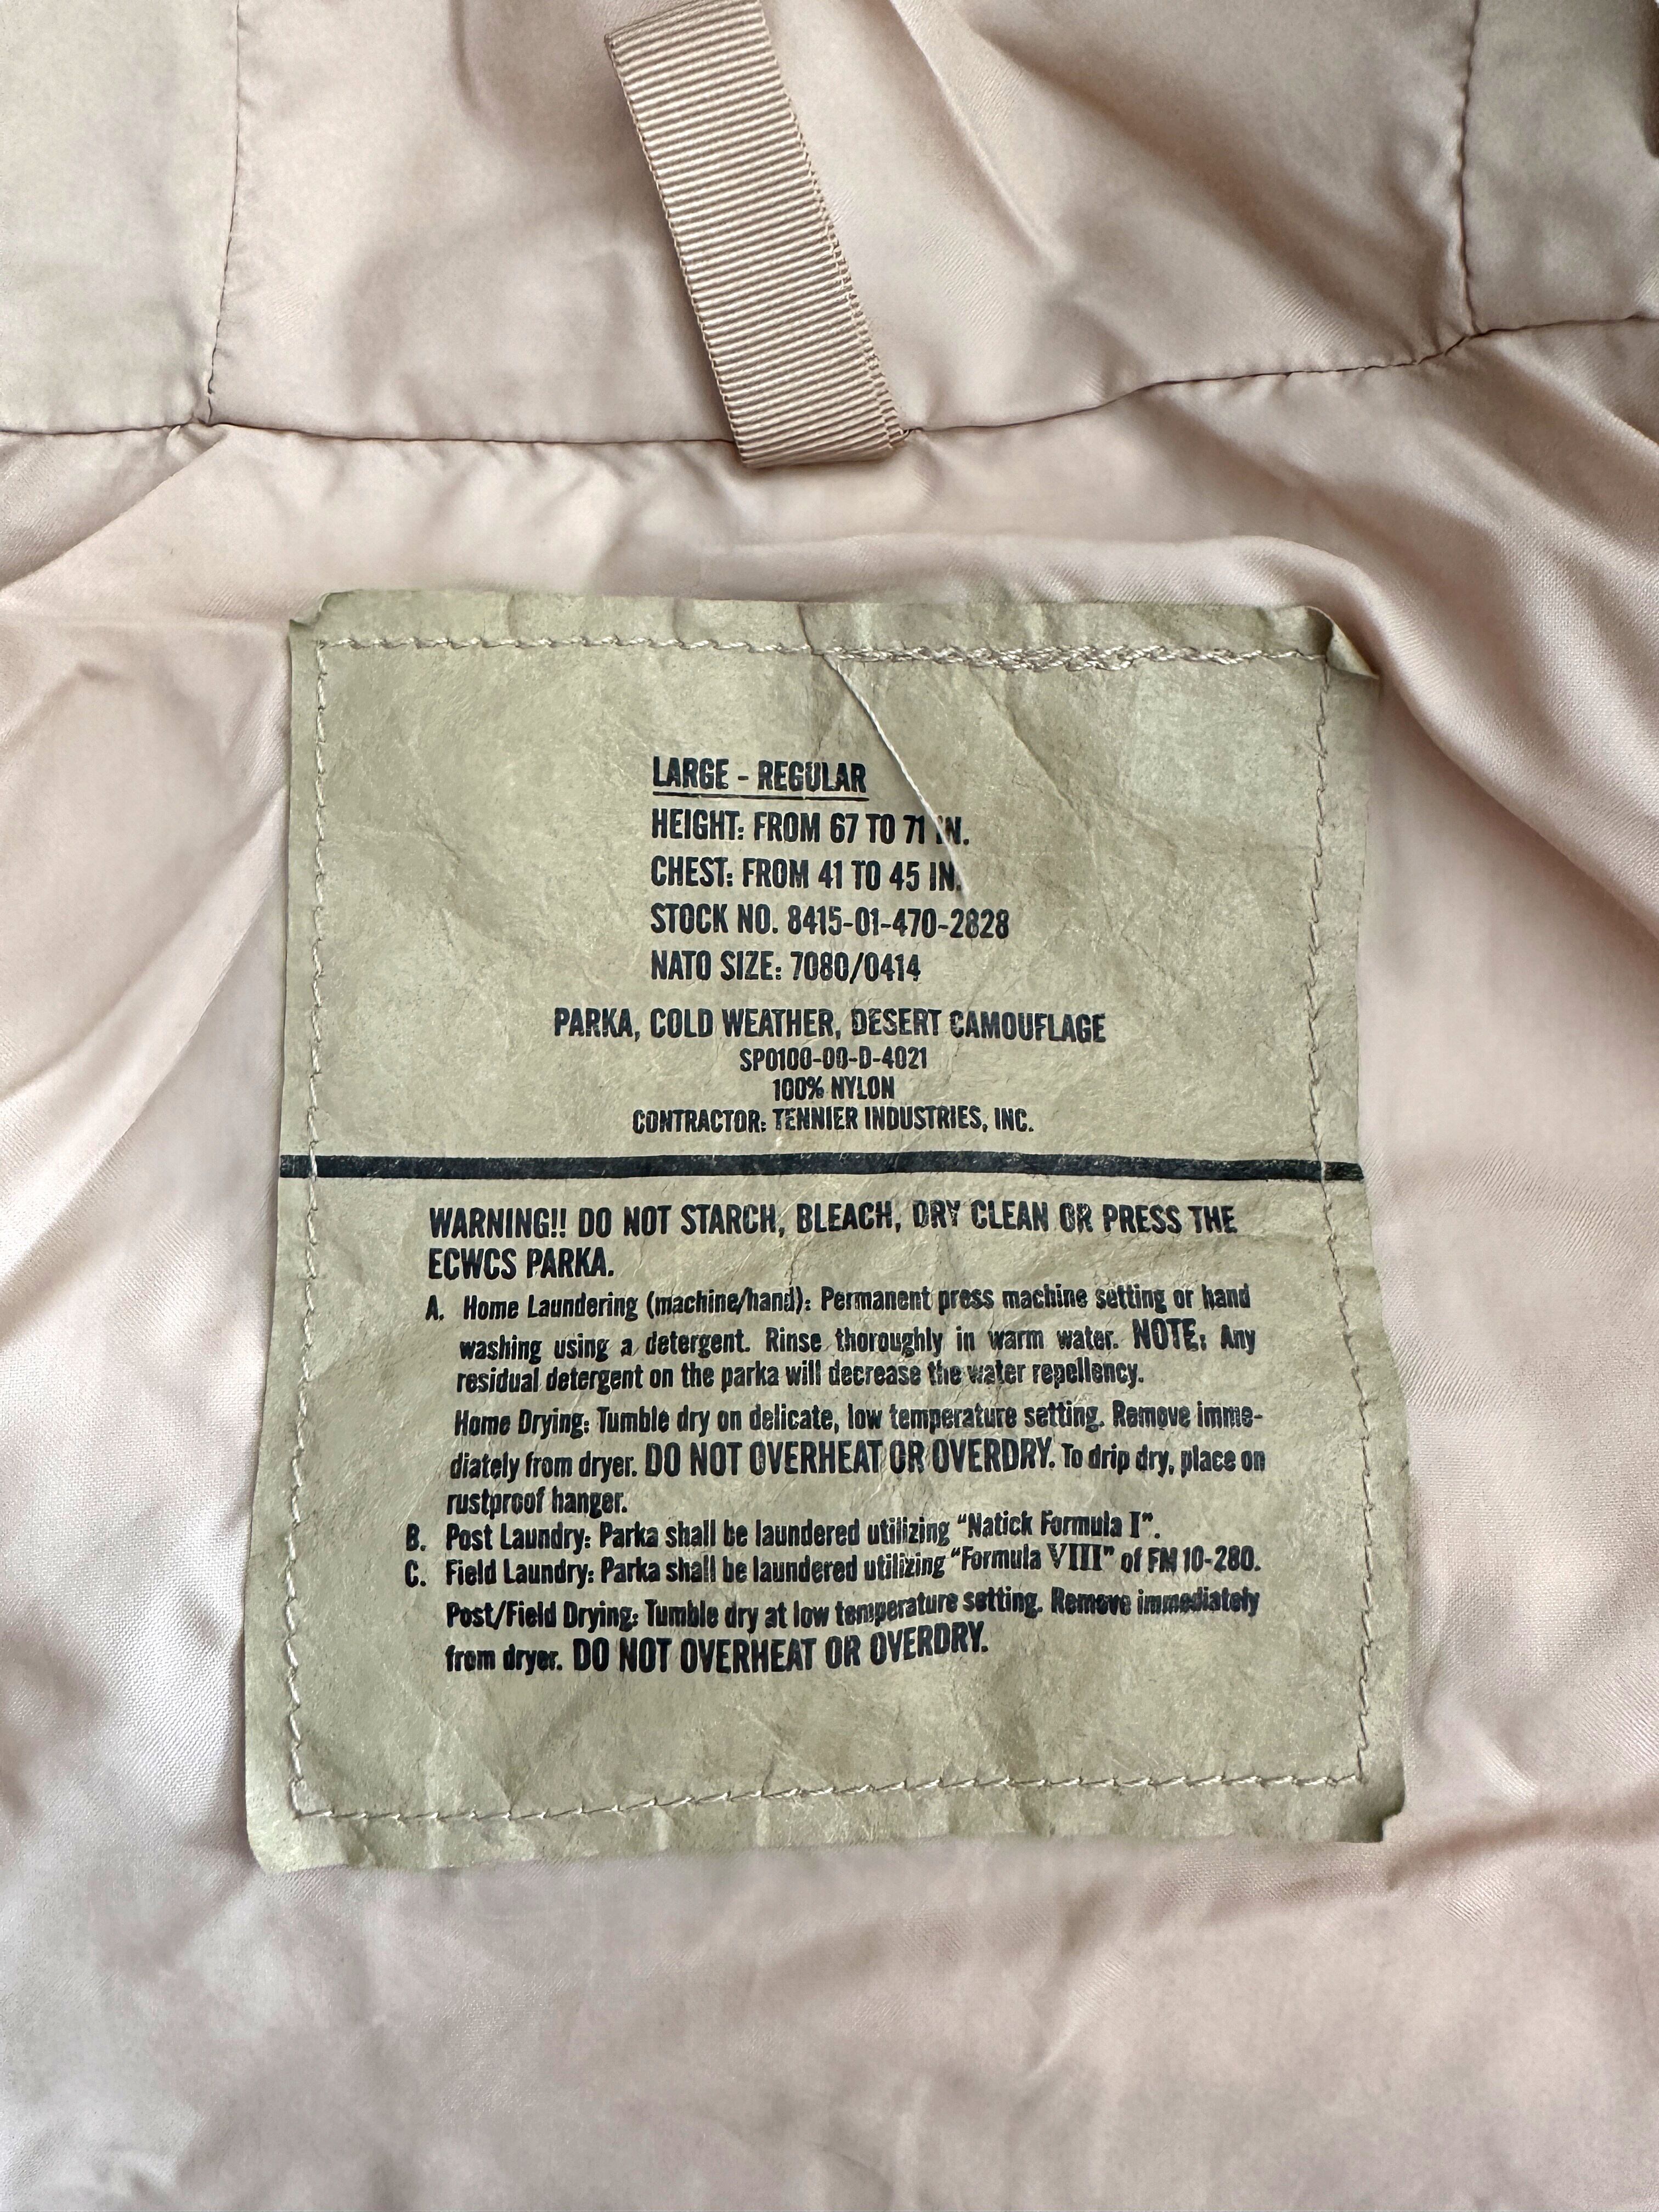 LARGE - REGULAR
HEIGHT: FROM 67 TO 71 IN.
CHEST: FROM 41 TO 45 IN.
STOCK NO. 8415-01-470-2828
NATO SIZE: 7080/0414
PARKA, COLD WEATHER, DESERT CAMOUFLAGE
SP0100-00-D-4021
100% NYLON
CONTRACTOR: TENNIER INDUSTRIES, INC.
WARNING!! DO NOT STARCH, BLEACH, DRY CLEAN OR PRESS THE
ECWCS PARKA.
A. Home Laundering (machine/hand): Permanent press machine setting or hand
washing using a detergent. Rinse thoroughly in warm water. NOTE: Any
residual detergent on the parka will decrease the water repellency.
Home Drying: Tumble dry on delicate, low temperature setting. Remove imme-
diately from dryer. DO NOT OVERHEAT OR OVERDRY. To drip dry, place on
rustproof hanger.
B. Post Laundry: Parka shall be laundered utilizing "Natick Formula I".
C. Field Laundry: Parka shall be laundered utilizing "Formula VIII" of FM 10-280.
Post/Field Drying: Tumble dry at low temperature setting. Remove immediately
from dryer. DO NOT OVERHEAT OR OVERDRY.